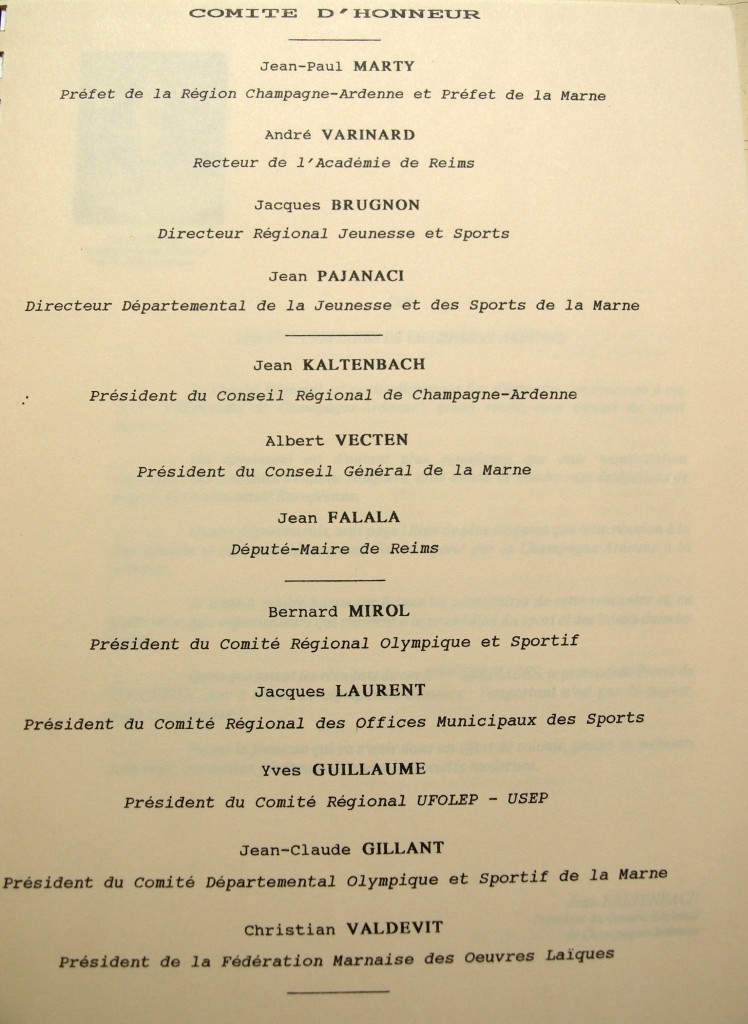 COMITE D'HONNEUR
Jean-Paul MARTY
Préfet de la Région Champagne-Ardenne et Préfet de la Marne
André VARINARD
Recteur de l'Académie de Reims
Jacques BRUGNON
Directeur Régional Jeunesse et Sports
Jean PAJANACI
Directeur Départemental de la Jeunesse et des Sports de la Marne
Jean KALTENBACH
Président du Conseil Régional de Champagne-Ardenne
Albert VECTEN
Président du Conseil Général de la Marne
Jean FALALA
Député-Maire de Reims
Bernard MIROL
Président du Comité Régional Olympique et Sportif
Jacques LAURENT
Président du Comité Régional des Offices Municipaux des Sports
Yves GUILLAUME
Président du Comité Régional UFOLEP - USEP
Jean-Claude GILLANT
Président du Comité Départemental Olympique et Sportif de la Marne
Christian VALDEVIT
Président de la Fédération Marnaise des Oeuvres Laïques